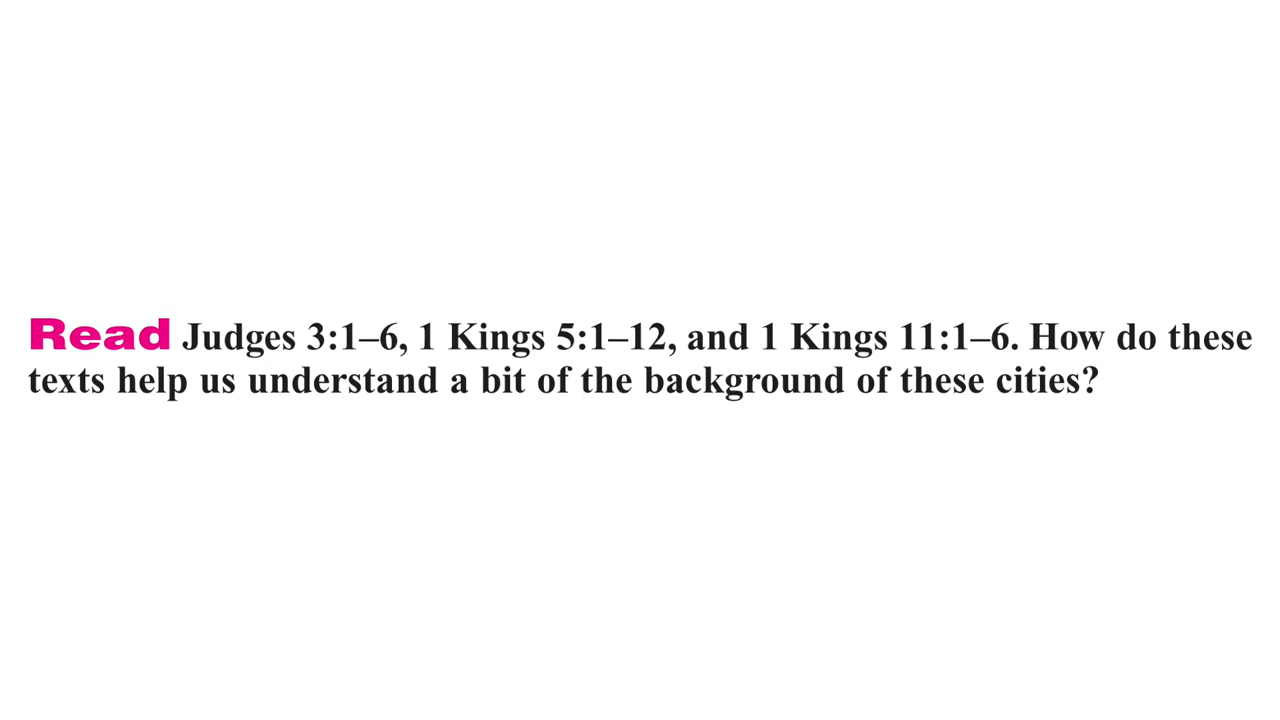 Read Judges 3:1–6, 1 Kings 5:1–12, and 1 Kings 11:1–6. How do these
texts help us understand a bit of the background of these cities?